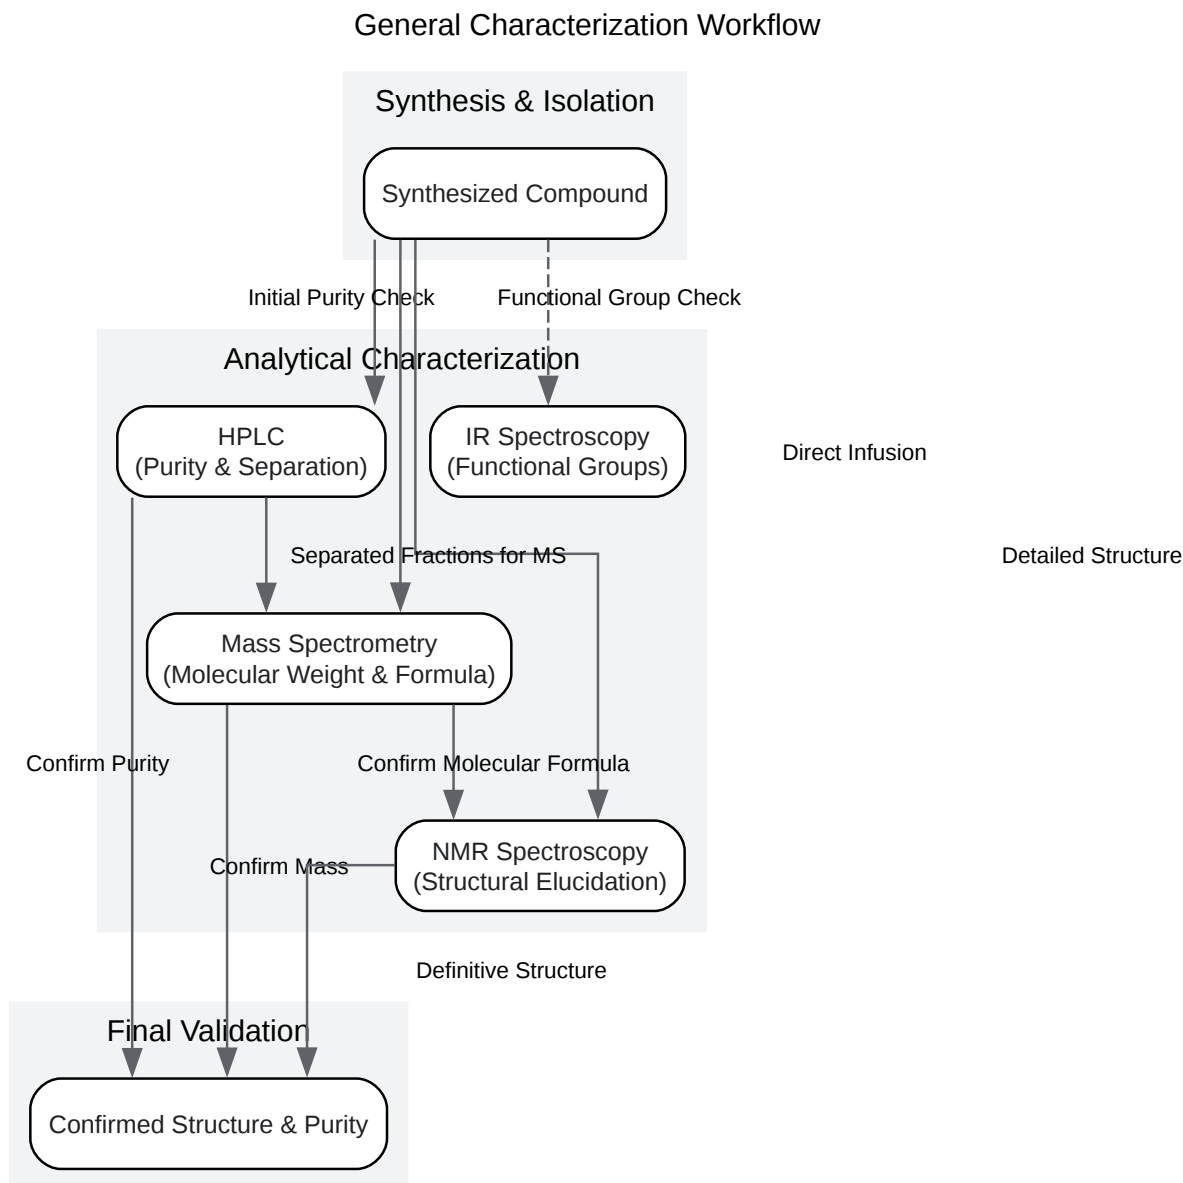 General Characterization Workflow
Synthesis & Isolation
Synthesized Compound
Initial Purity Check
Functional Group Check
Analytical Characterization
HPLC
(Purity & Separation)
IR Spectroscopy
(Functional Groups)
Direct Infusion
Separated Fractions for MS
Detailed Structure
Mass Spectrometry
(Molecular Weight & Formula)
Confirm Purity
Confirm Molecular Formula
Confirm Mass
NMR Spectroscopy
(Structural Elucidation)
Definitive Structure
Final Validation
Confirmed Structure & Purity